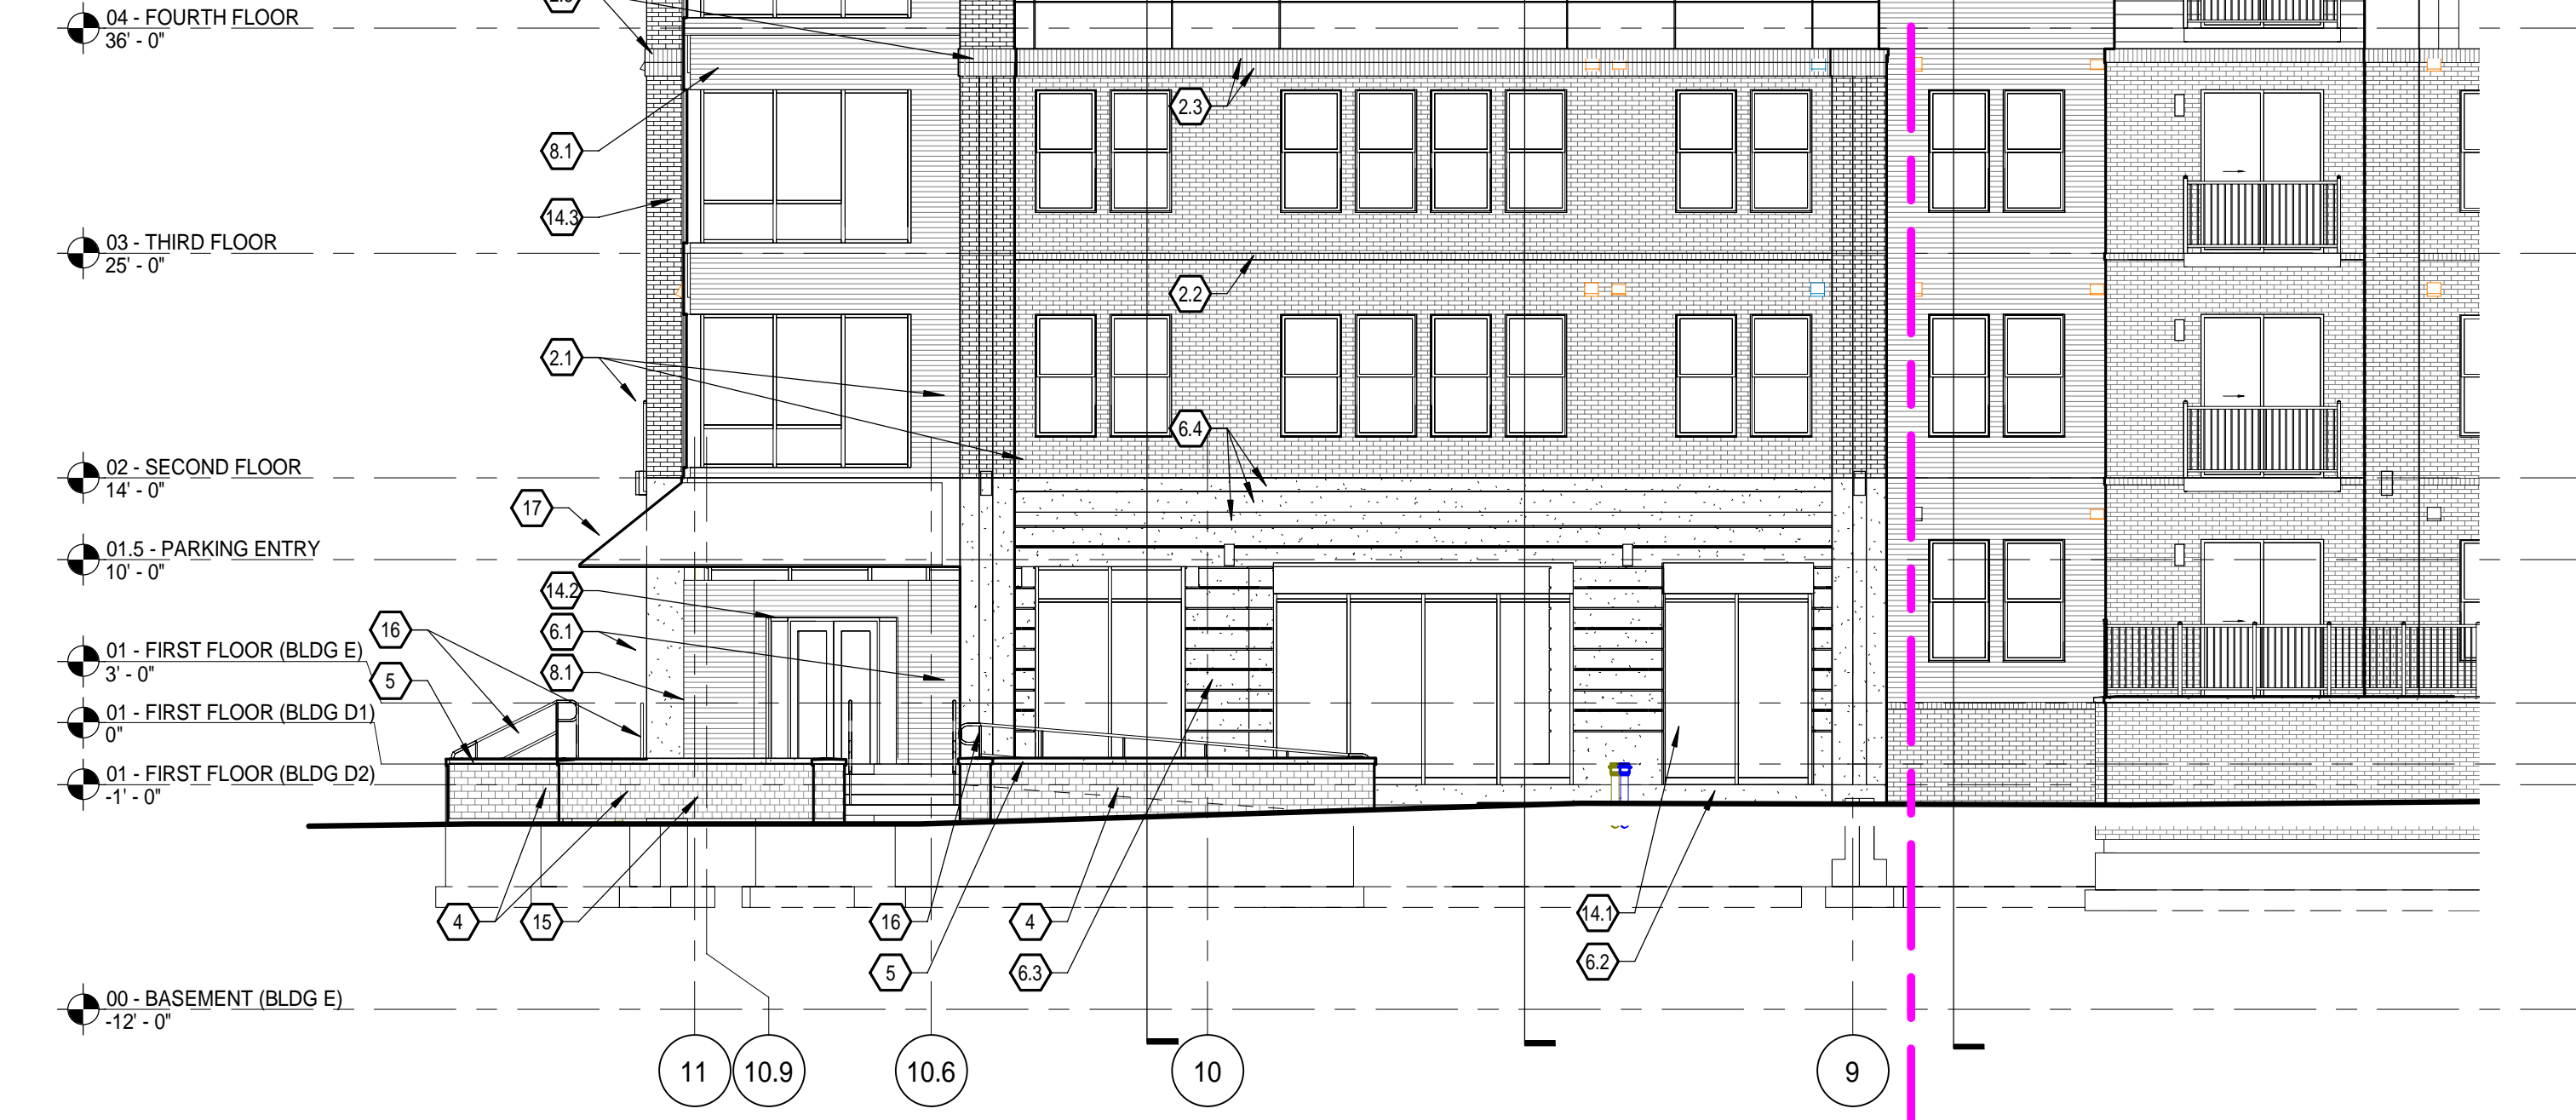 04 - FOURTH FLOOR
36' - 0"
2.3
8.1
14.3
03 - THIRD FLOOR
25' - 0"
2.2
2.1
6.4
02 - SECOND FLOOR
14' - 0"
17
01.5 - PARKING ENTRY
10' - 0"
14.2
16
6.1
01 - FIRST FLOOR (BLDG E)
3' - 0"
5
8.1
01 - FIRST FLOOR (BLDG D1)
0"
01 - FIRST FLOOR (BLDG D2)
-1' - 0"
4
15
16
4
14.1
5
6.3
6.2
00 - BASEMENT (BLDG E)
-12' - 0"
11
10.9
10.6
10
9